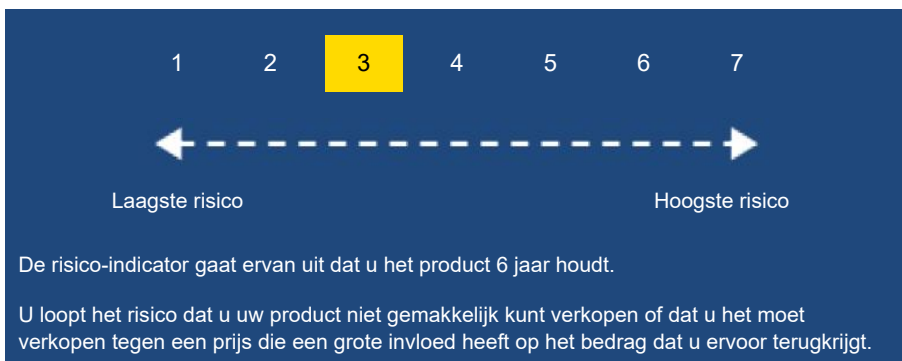 1 2 3 4 5 6 7
Laagste risico Hoogste risico
De risico-indicator gaat ervan uit dat u het product 6 jaar houdt.
U loopt het risico dat u uw product niet gemakkelijk kunt verkopen of dat u het moet
verkopen tegen een prijs die een grote invloed heeft op het bedrag dat u ervoor terugkrijgt.